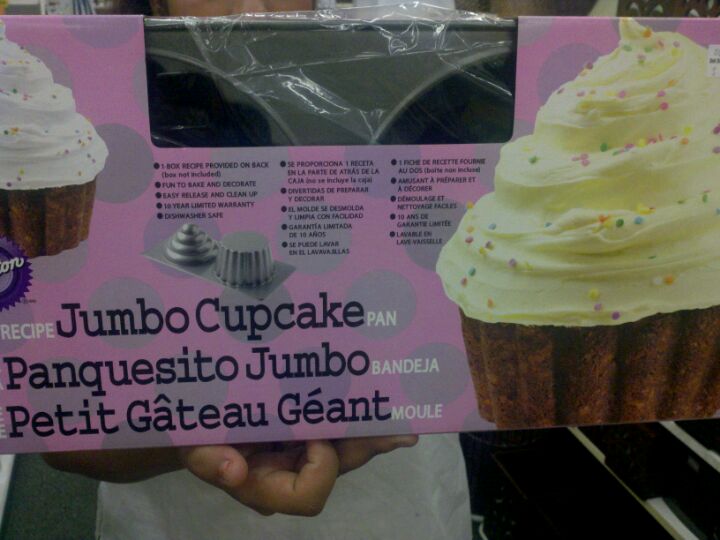 1-BOX RECIPE PROVIDED ON BACK
(box not included)
FUN TO BAKE AND DECORATE
EASY RELEASE AND CLEAN UP
10 YEAR LIMITED WARRANTY
DISHWASHER SAFE
SE PROPORCIONA 1 RECETA
EN LA PARTE DE ATRÁS DE LA
CAJA (no se incluye la caja)
DIVERTIDAS DE PREPARAR
Y DECORAR
EL MOLDE SE DESMOLDA
Y LIMPIA CON FACILIDAD
GARANTÍA LIMITADA
DE 10 AÑOS
SE PUEDE LAVAR
EN EL LAVAVAJILLAS
1 FICHE DE RECETTE FOURNIE
AU DOS (boîte non incluse)
AMUSANT À PRÉPARER ET
À DÉCORER
DÉMOULAGE ET
NETTOYAGE FACILES
10 ANS DE
GARANTIE LIMITÉE
LAVABLE EN
LAVE-VAISSELLE
RECIPE Jumbo Cupcake PAN
Panquesito Jumbo BANDEJA
Petit Gâteau Géant MOULE